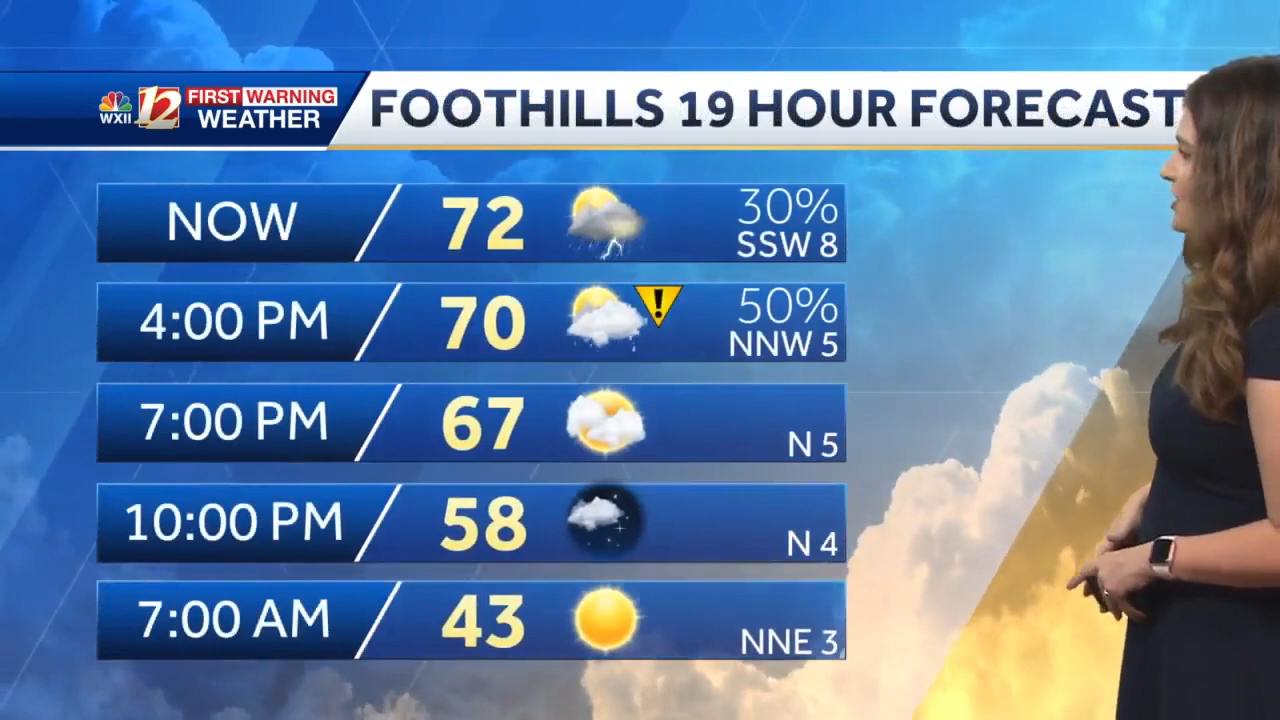 WXII 12 FIRST WARNING
WEATHER
FOOTHILLS 19 HOUR FORECAST
NOW 72 30%
SSW 8
4:00 PM 70 ! 50%
NNW 5
7:00 PM 67 N 5
10:00 PM 58 N 4
7:00 AM 43 NNE 3